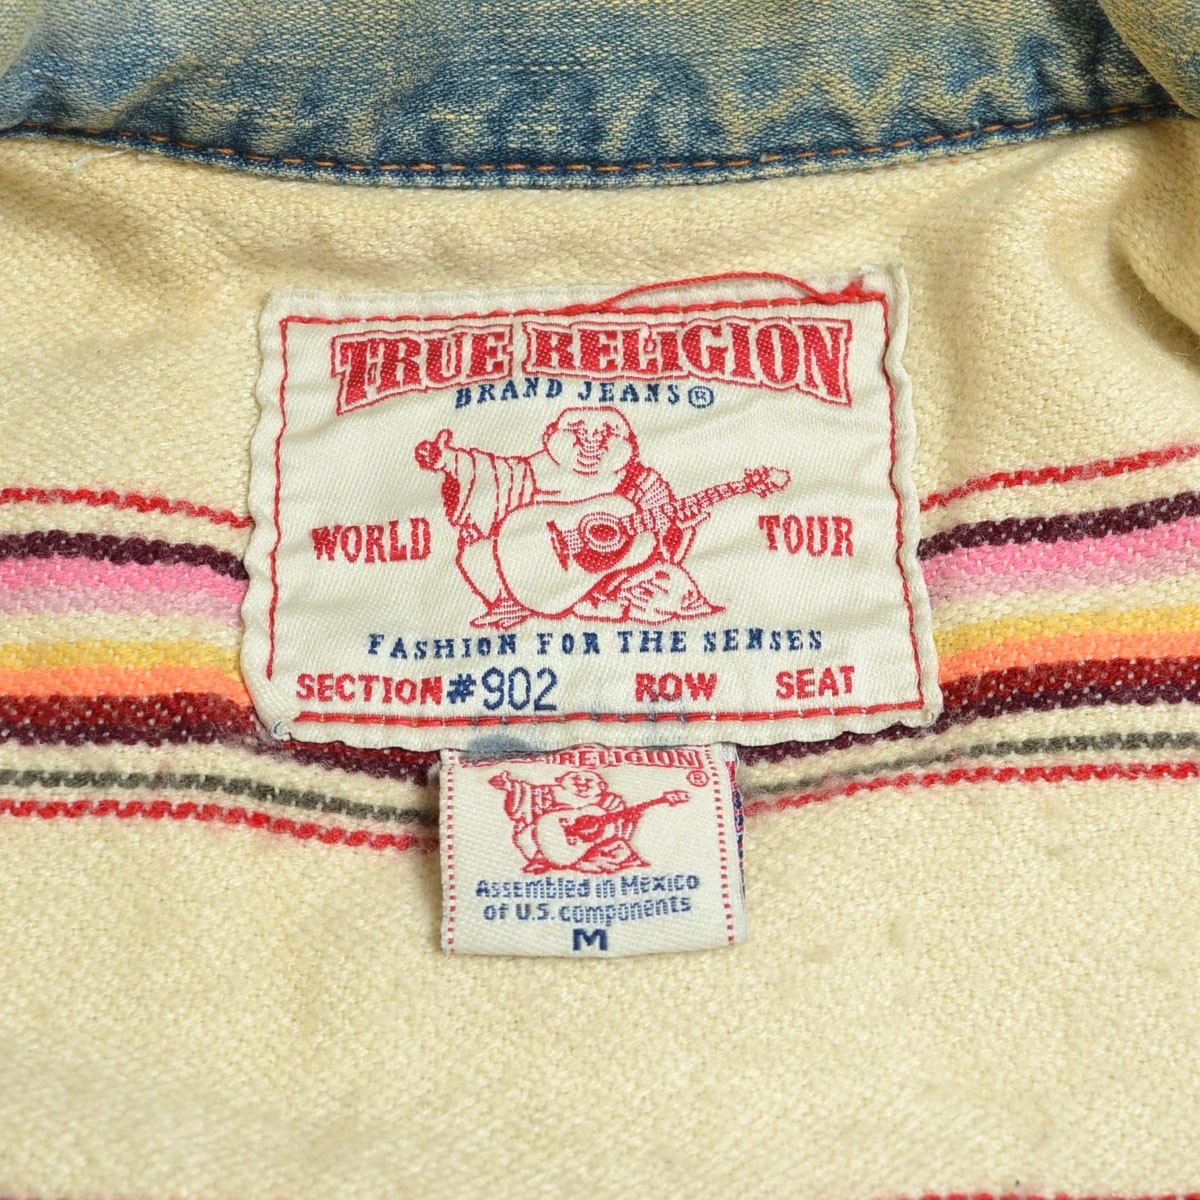 TRUE RELIGION
BRAND JEANS®
WORLD TOUR
FASHION FOR THE SENSES
SECTION #902 ROW SEAT
TRUE RELIGION®
Assembled in Mexico
of U.S. components
M